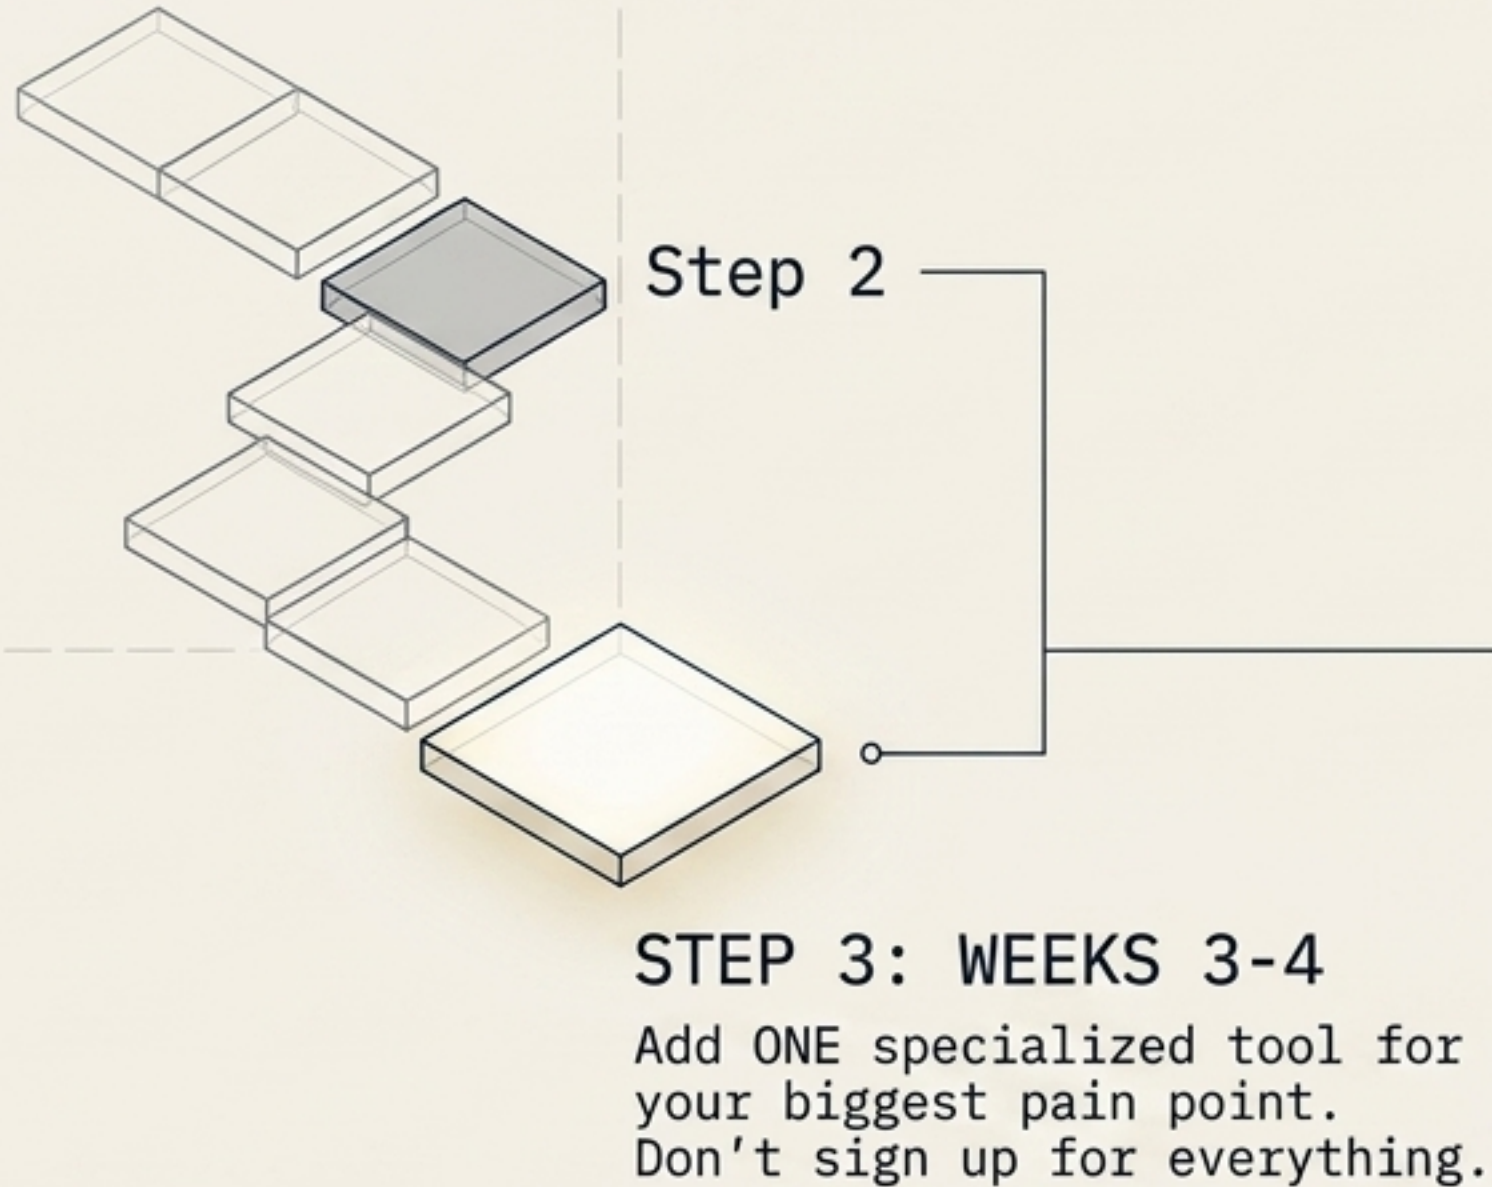 Step 2
STEP 3: WEEKS 3-4
Add ONE specialized tool for
your biggest pain point.
Don't sign up for everything.